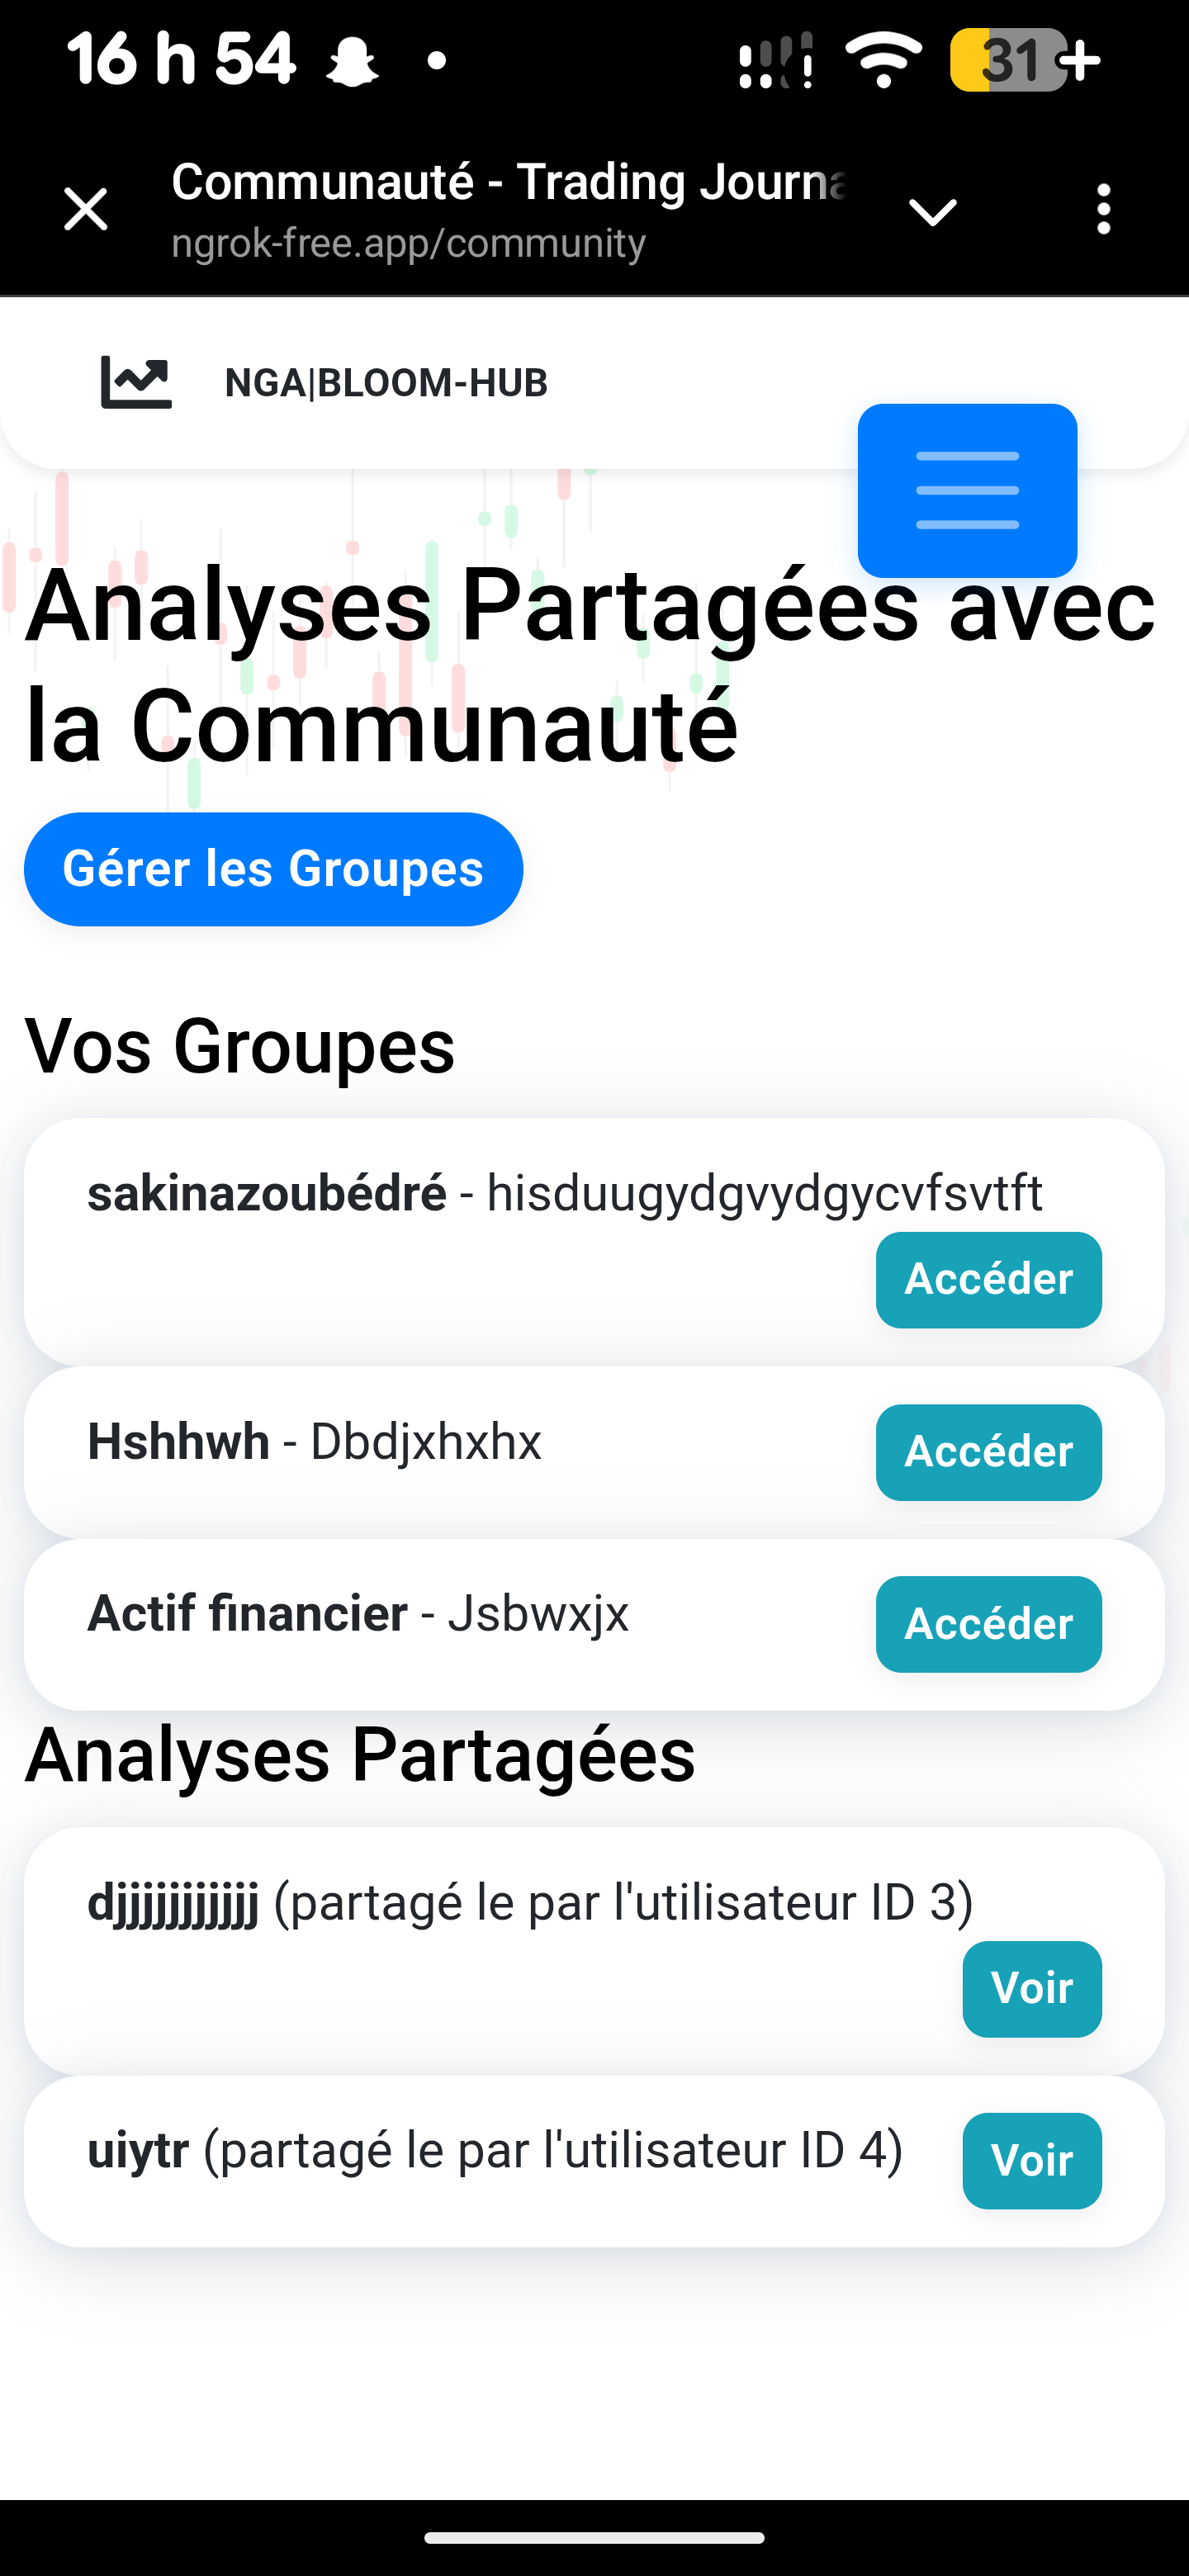 16 h 54
31
Communauté - Trading Journa
ngrok-free.app/community
NGA|BLOOM-HUB
Analyses Partagées avec
la Communauté
Gérer les Groupes
Vos Groupes
sakinazoubédré - hisduugydgvydgycvfsvtft
Accéder
Hshhwh - Dbdjxhxhx
Accéder
Actif financier - Jsbwxjx
Accéder
Analyses Partagées
djjjjjjjjjjj (partagé le par l'utilisateur ID 3)
Voir
uiytr (partagé le par l'utilisateur ID 4)
Voir